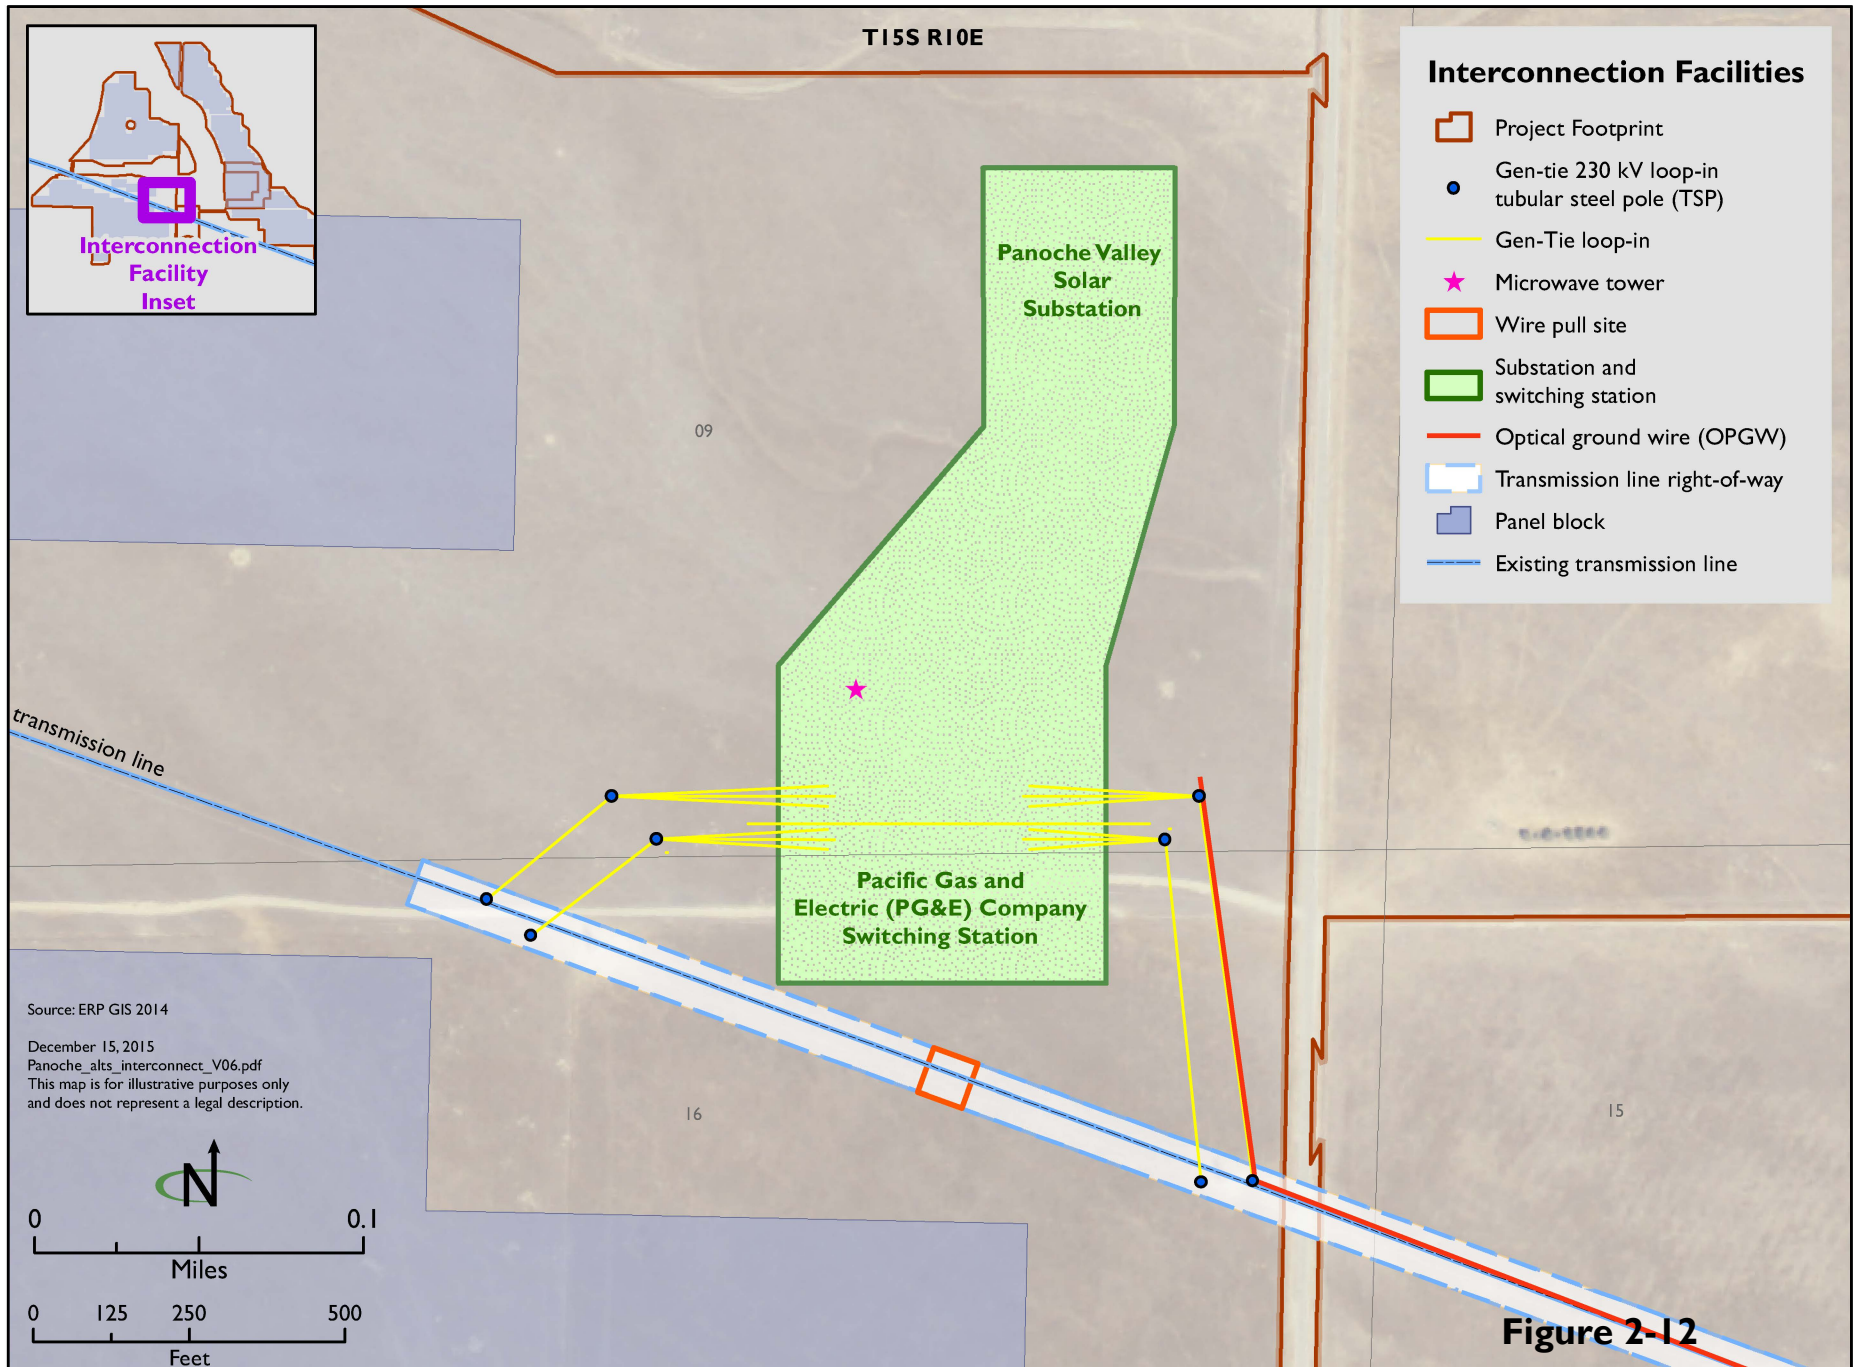 T15S R10E
Interconnection
Facility
Inset
Interconnection Facilities
Project Footprint
Gen-tie 230 kV loop-in
tubular steel pole (TSP)
Gen-Tie loop-in
Microwave tower
Wire pull site
Substation and
switching station
Optical ground wire (OPGW)
Transmission line right-of-way
Panel block
Existing transmission line
Panoche Valley
Solar
Substation
09
transmission line
Pacific Gas and
Electric (PG&E) Company
Switching Station
16
15
Source: ERP GIS 2014
December 15, 2015
Panoche_alts_interconnect_V06.pdf
This map is for illustrative purposes only
and does not represent a legal description.
N
0 0.1
Miles
0 125 250 500
Feet
Figure 2-12